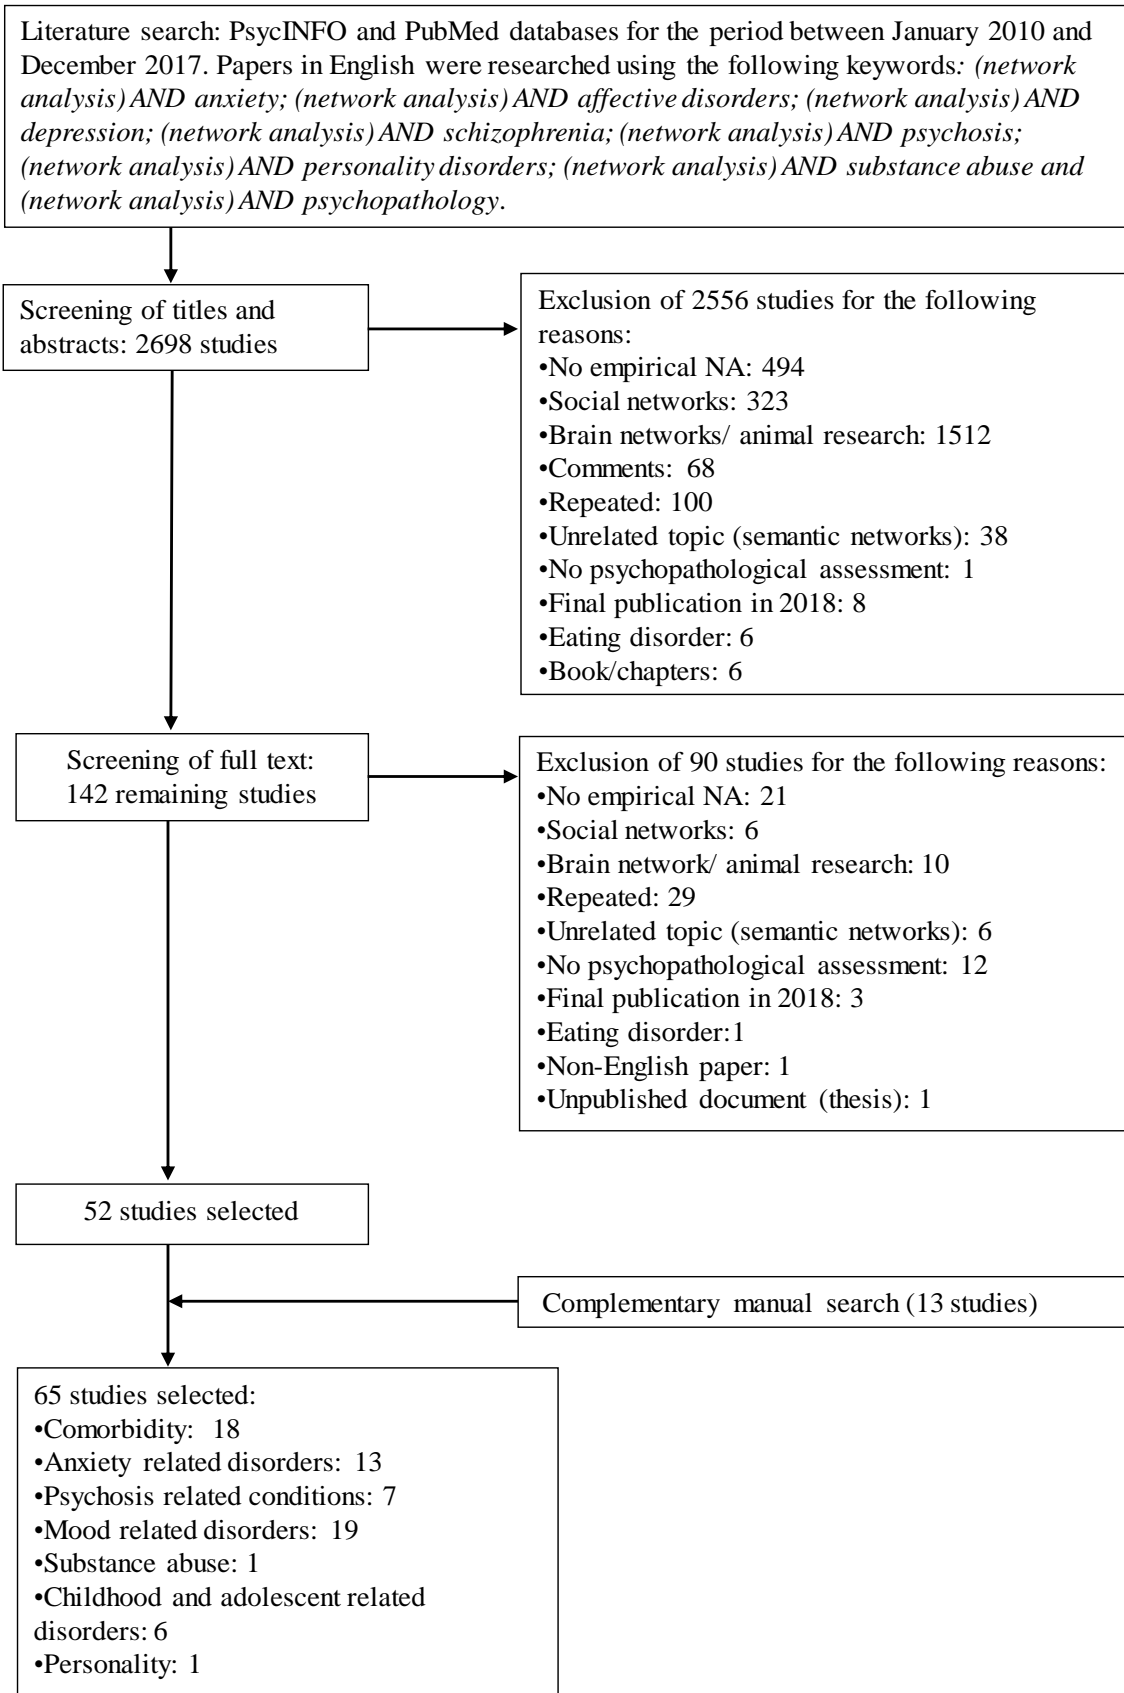 Literature search: PsycINFO and PubMed databases for the period between January 2010 and
December 2017. Papers in English were researched using the following keywords: (network
analysis) AND anxiety; (network analysis) AND affective disorders; (network analysis) AND
depression; (network analysis) AND schizophrenia; (network analysis) AND psychosis;
(network analysis) AND personality disorders; (network analysis) AND substance abuse and
(network analysis) AND psychopathology.
Screening of titles and
abstracts: 2698 studies
Exclusion of 2556 studies for the following
reasons:
•No empirical NA: 494
•Social networks: 323
•Brain networks/ animal research: 1512
•Comments: 68
•Repeated: 100
•Unrelated topic (semantic networks): 38
•No psychopathological assessment: 1
•Final publication in 2018: 8
•Eating disorder: 6
•Book/chapters: 6
Screening of full text:
142 remaining studies
Exclusion of 90 studies for the following reasons:
•No empirical NA: 21
•Social networks: 6
•Brain network/ animal research: 10
•Repeated: 29
•Unrelated topic (semantic networks): 6
•No psychopathological assessment: 12
•Final publication in 2018: 3
•Eating disorder:1
•Non-English paper: 1
•Unpublished document (thesis): 1
52 studies selected
Complementary manual search (13 studies)
65 studies selected:
•Comorbidity: 18
•Anxiety related disorders: 13
•Psychosis related conditions: 7
•Mood related disorders: 19
•Substance abuse: 1
•Childhood and adolescent related
disorders: 6
•Personality: 1